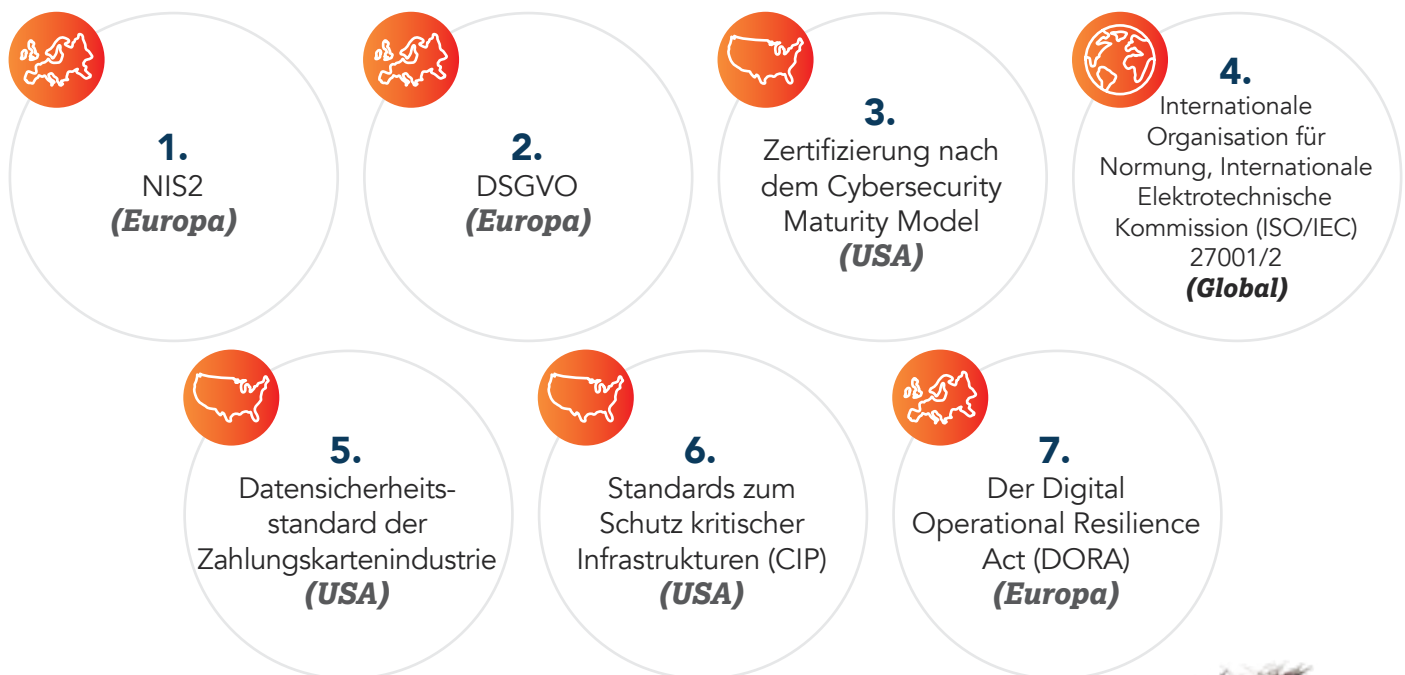 1.
NIS2
(Europa)
2.
DSGVO
(Europa)
3.
Zertifizierung nach
dem Cybersecurity
Maturity Model
(USA)
4.
Internationale
Organisation für
Normung, Internationale
Elektrotechnische
Kommission (ISO/IEC)
27001/2
(Global)
5.
Datensicherheits-
standard der
Zahlungskartenindustrie
(USA)
6.
Standards zum
Schutz kritischer
Infrastrukturen (CIP)
(USA)
7.
Der Digital
Operational Resilience
Act (DORA)
(Europa)